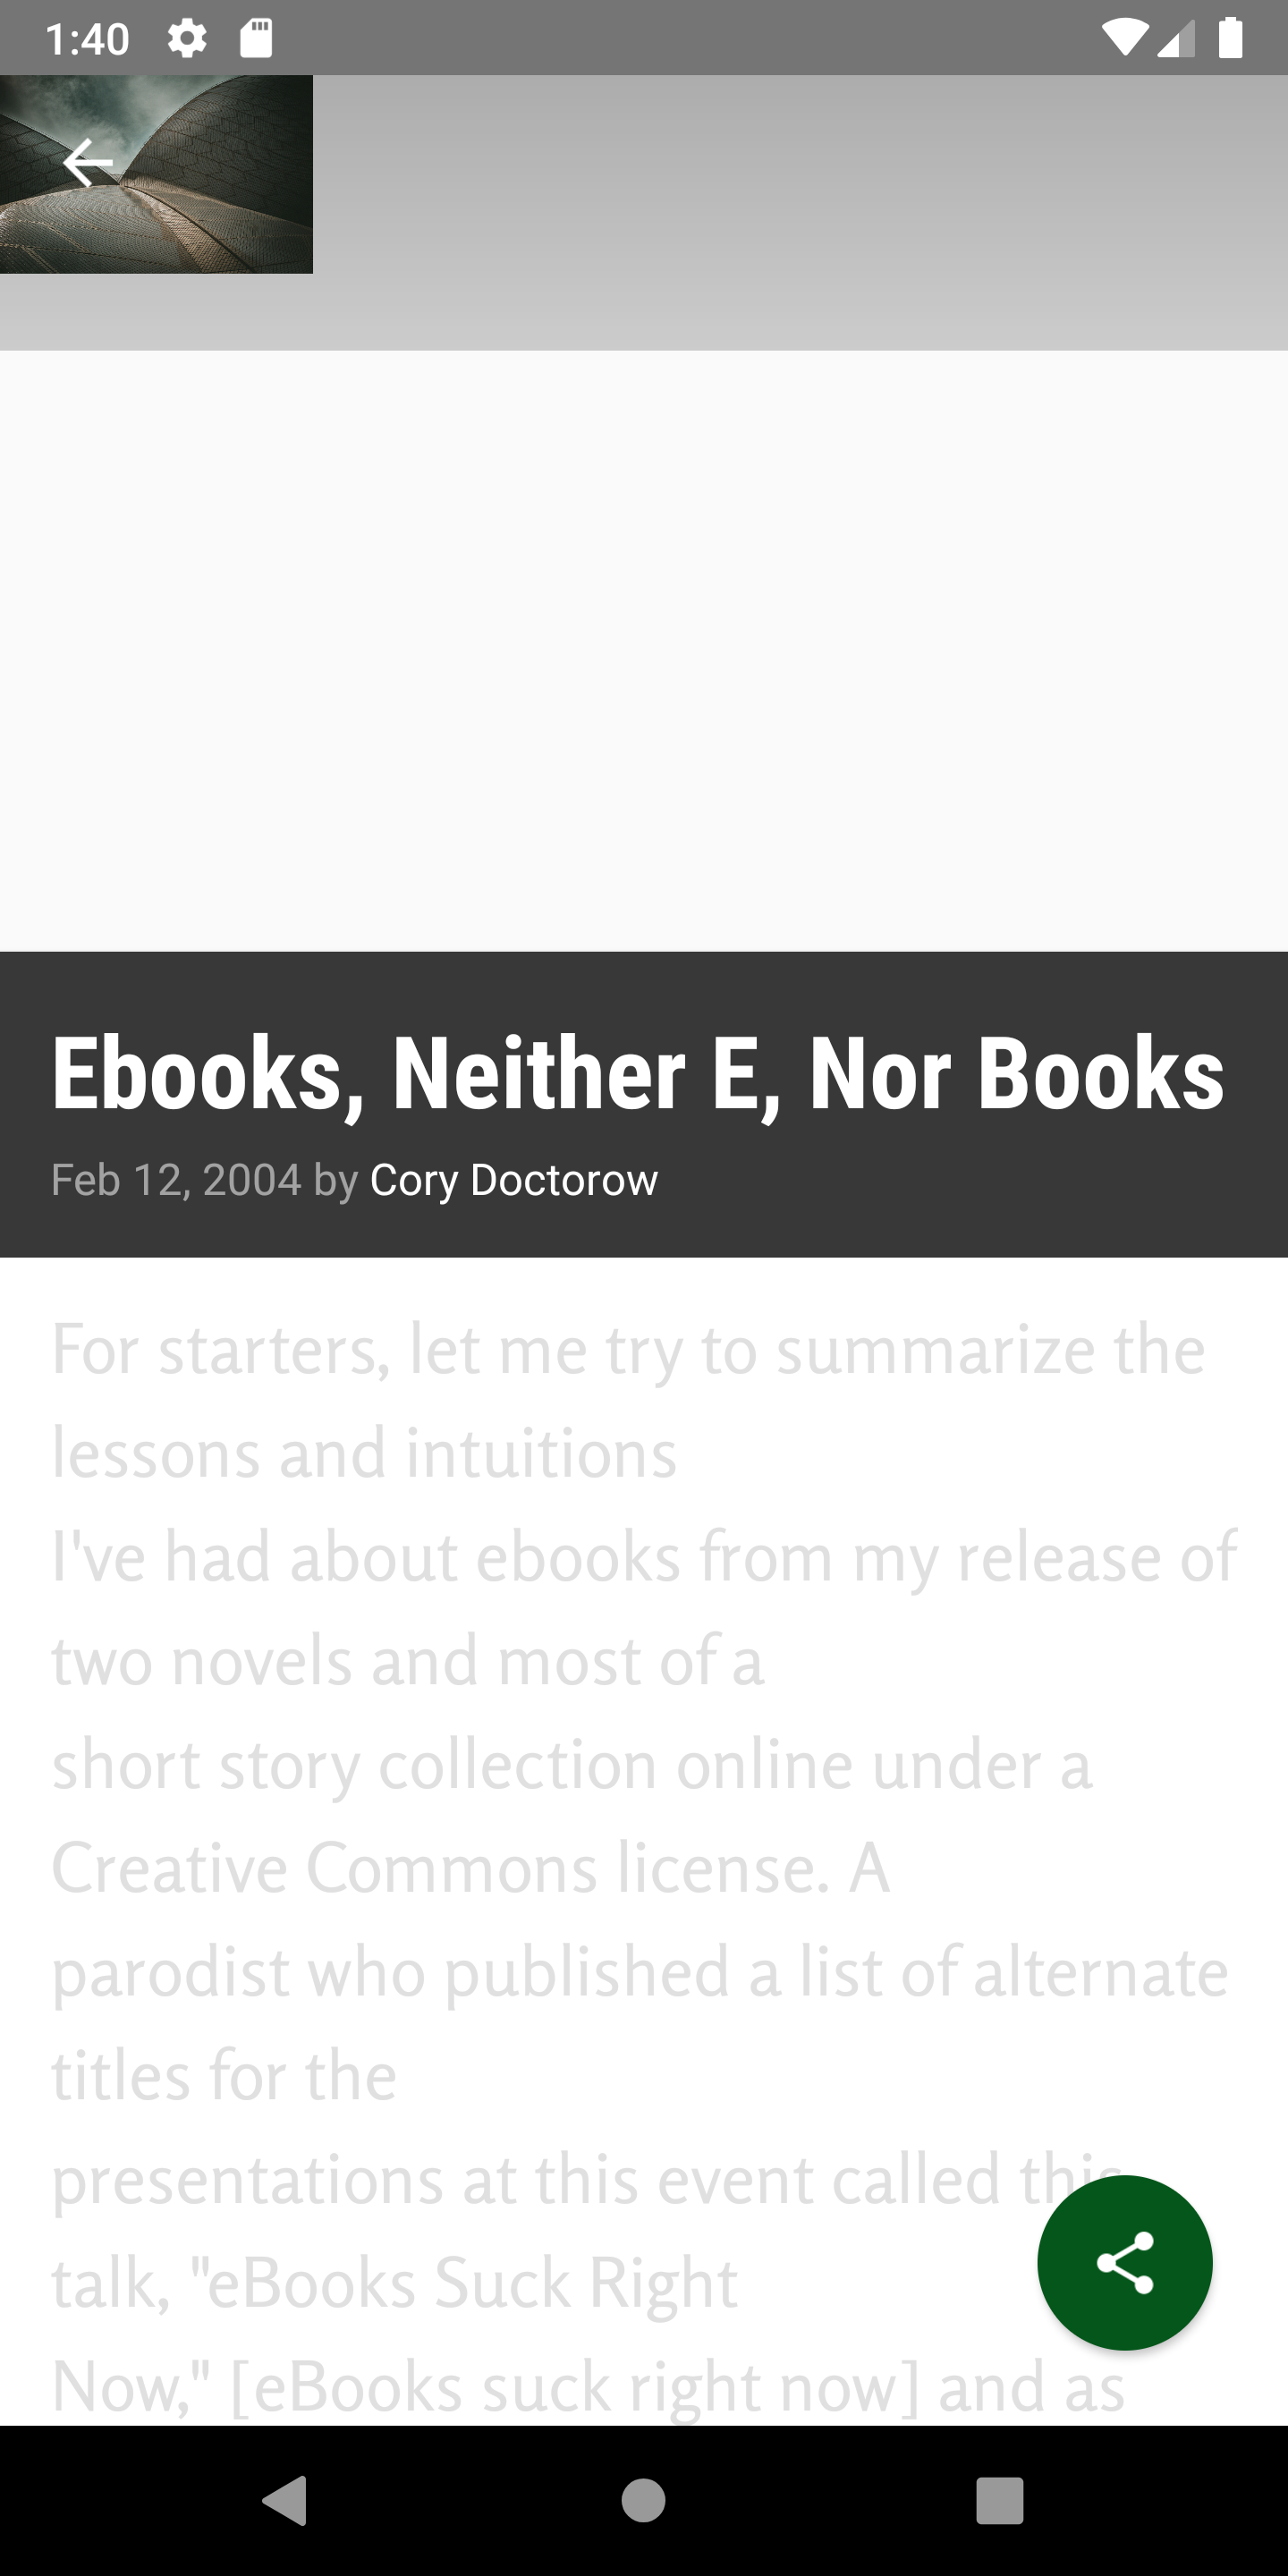 1:40
Ebooks, Neither E, Nor Books
Feb 12, 2004 by Cory Doctorow
For starters, let me try to summarize the
lessons and intuitions
I've had about ebooks from my release of
two novels and most of a
short story collection online under a
Creative Commons license. A
parodist who published a list of alternate
titles for the
presentations at this event called this
talk, "eBooks Suck Right
Now," [eBooks suck right now] and as